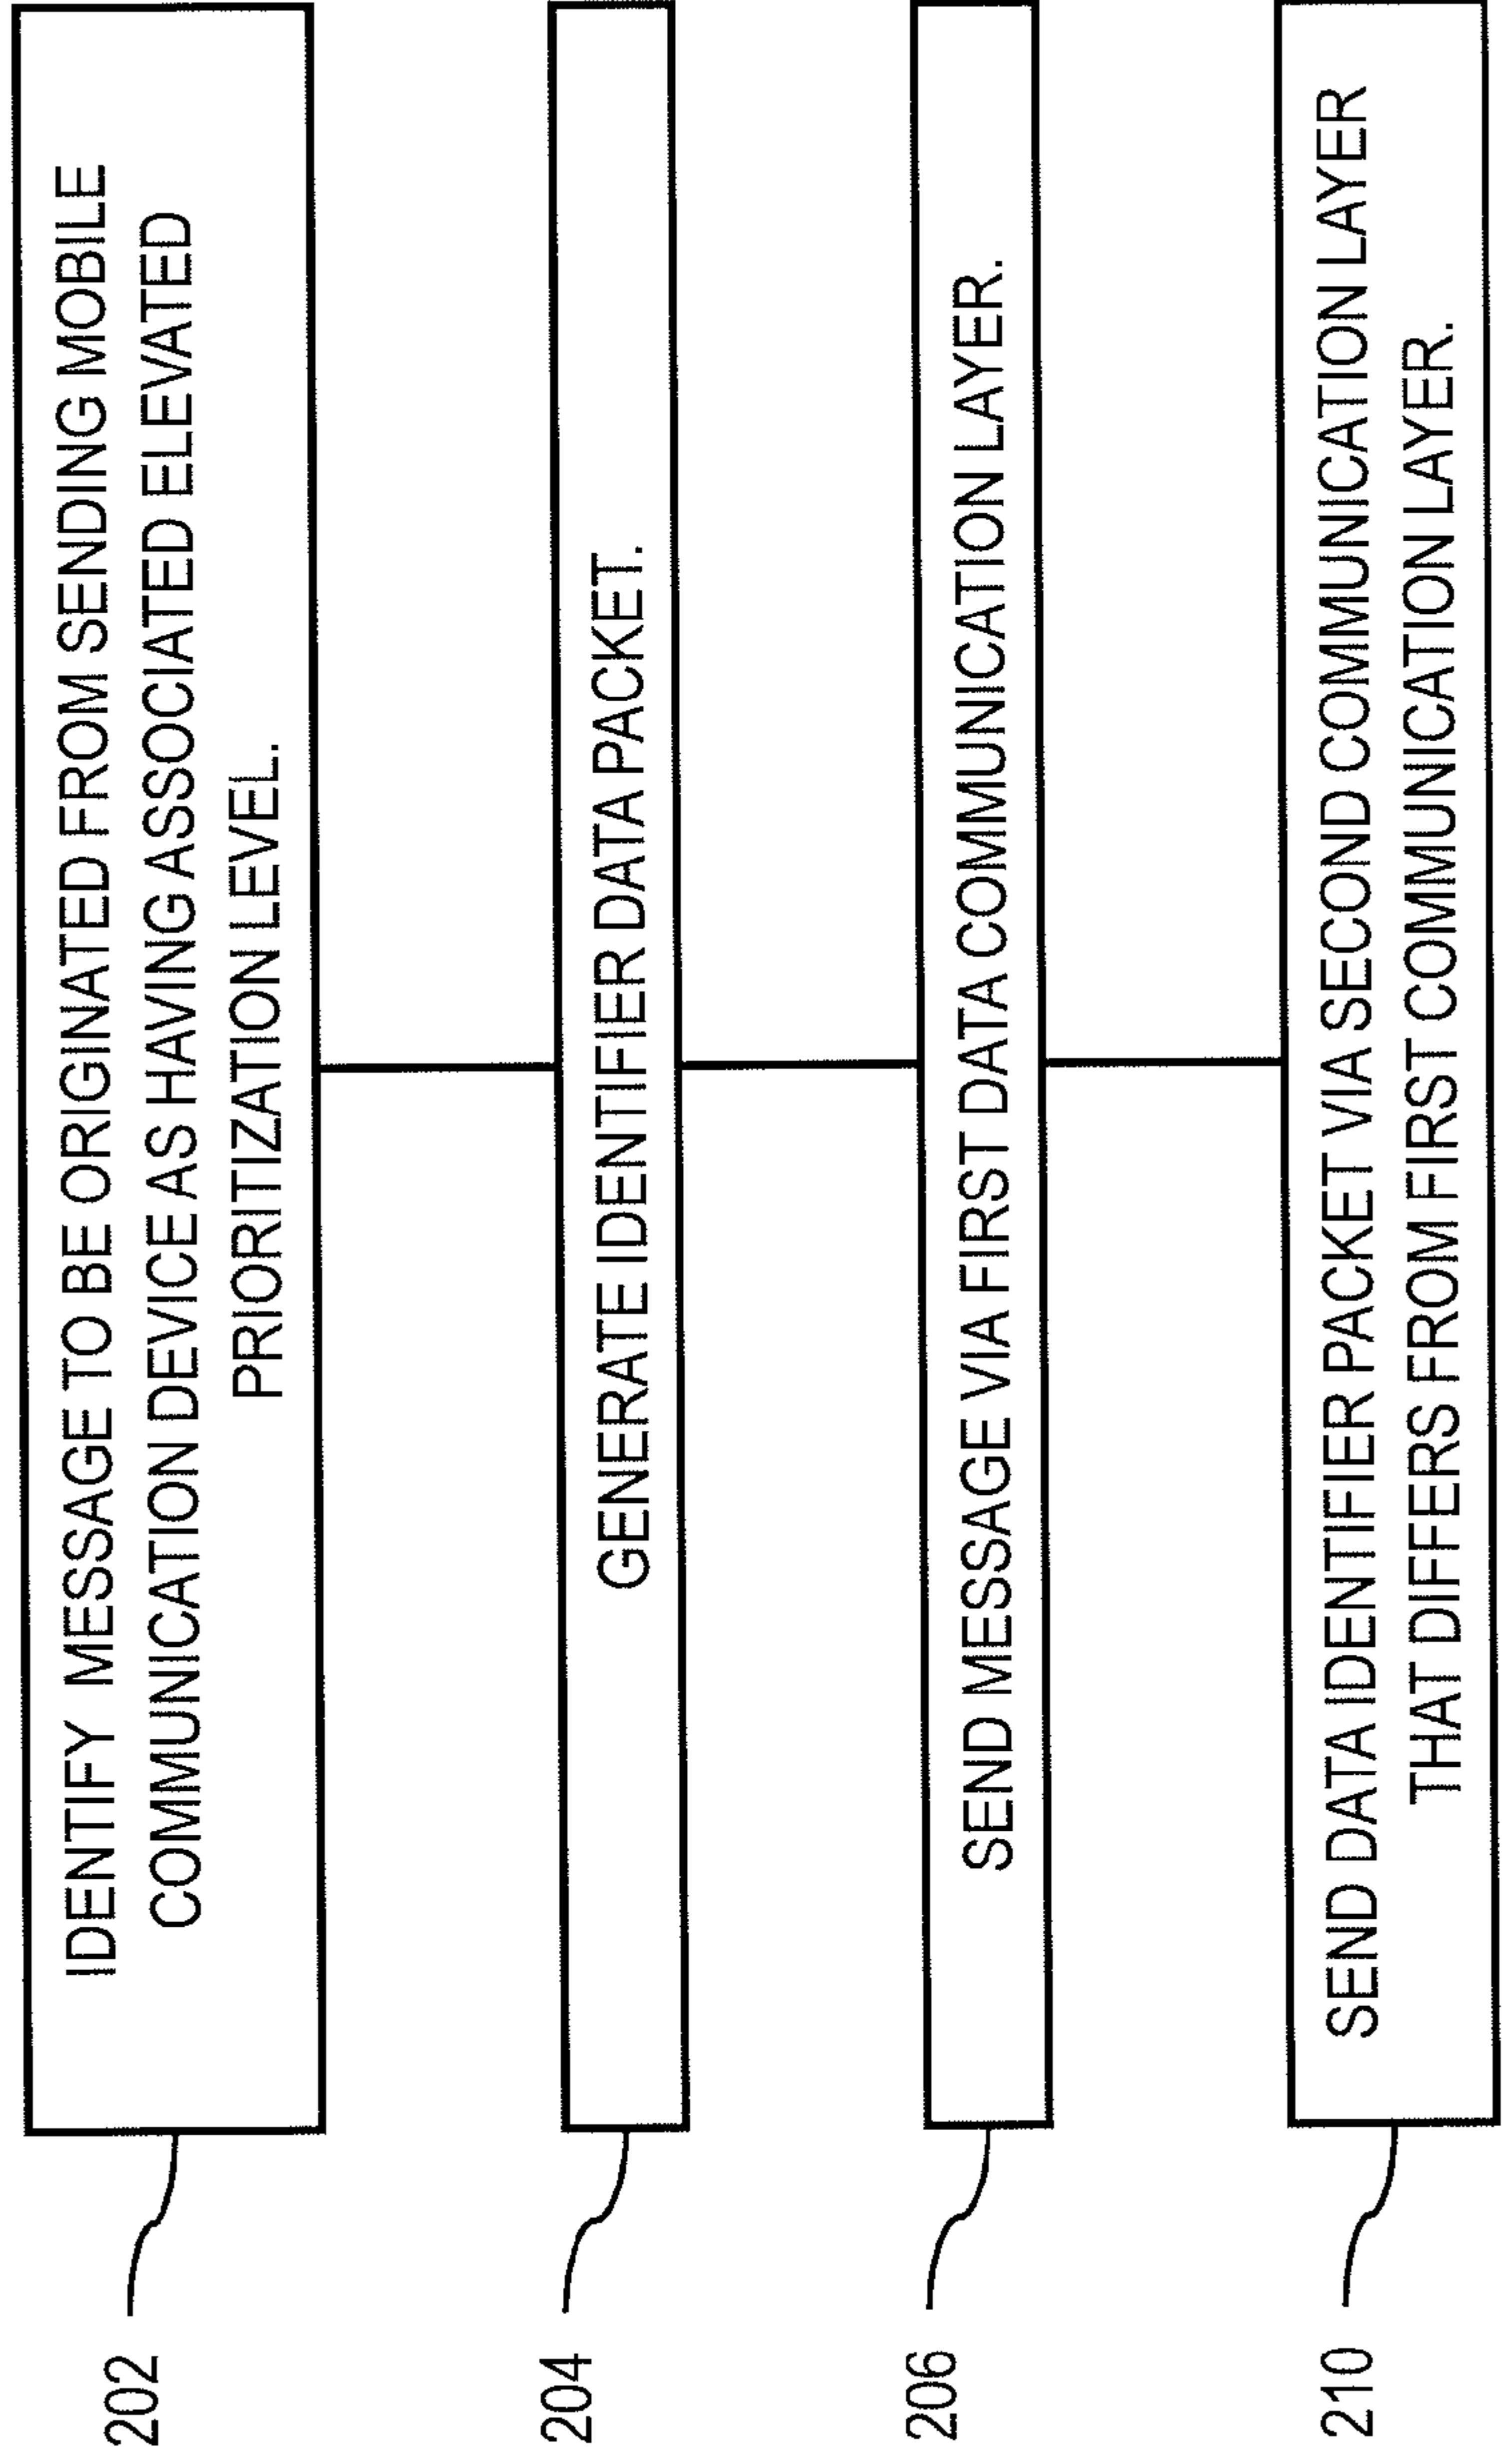 202
IDENTIFY MESSAGE TO BE ORIGINATED FROM SENDING MOBILE
COMMUNICATION DEVICE AS HAVING ASSOCIATED ELEVATED
PRIORITIZATION LEVEL.
204
GENERATE IDENTIFIER DATA PACKET.
206
SEND MESSAGE VIA FIRST DATA COMMUNICATION LAYER.
210
SEND DATA IDENTIFIER PACKET VIA SECOND COMMUNICATION LAYER
THAT DIFFERS FROM FIRST COMMUNICATION LAYER.